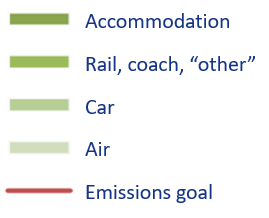 Accommodation
Rail, coach, “other”
Car
Air
Emissions goal